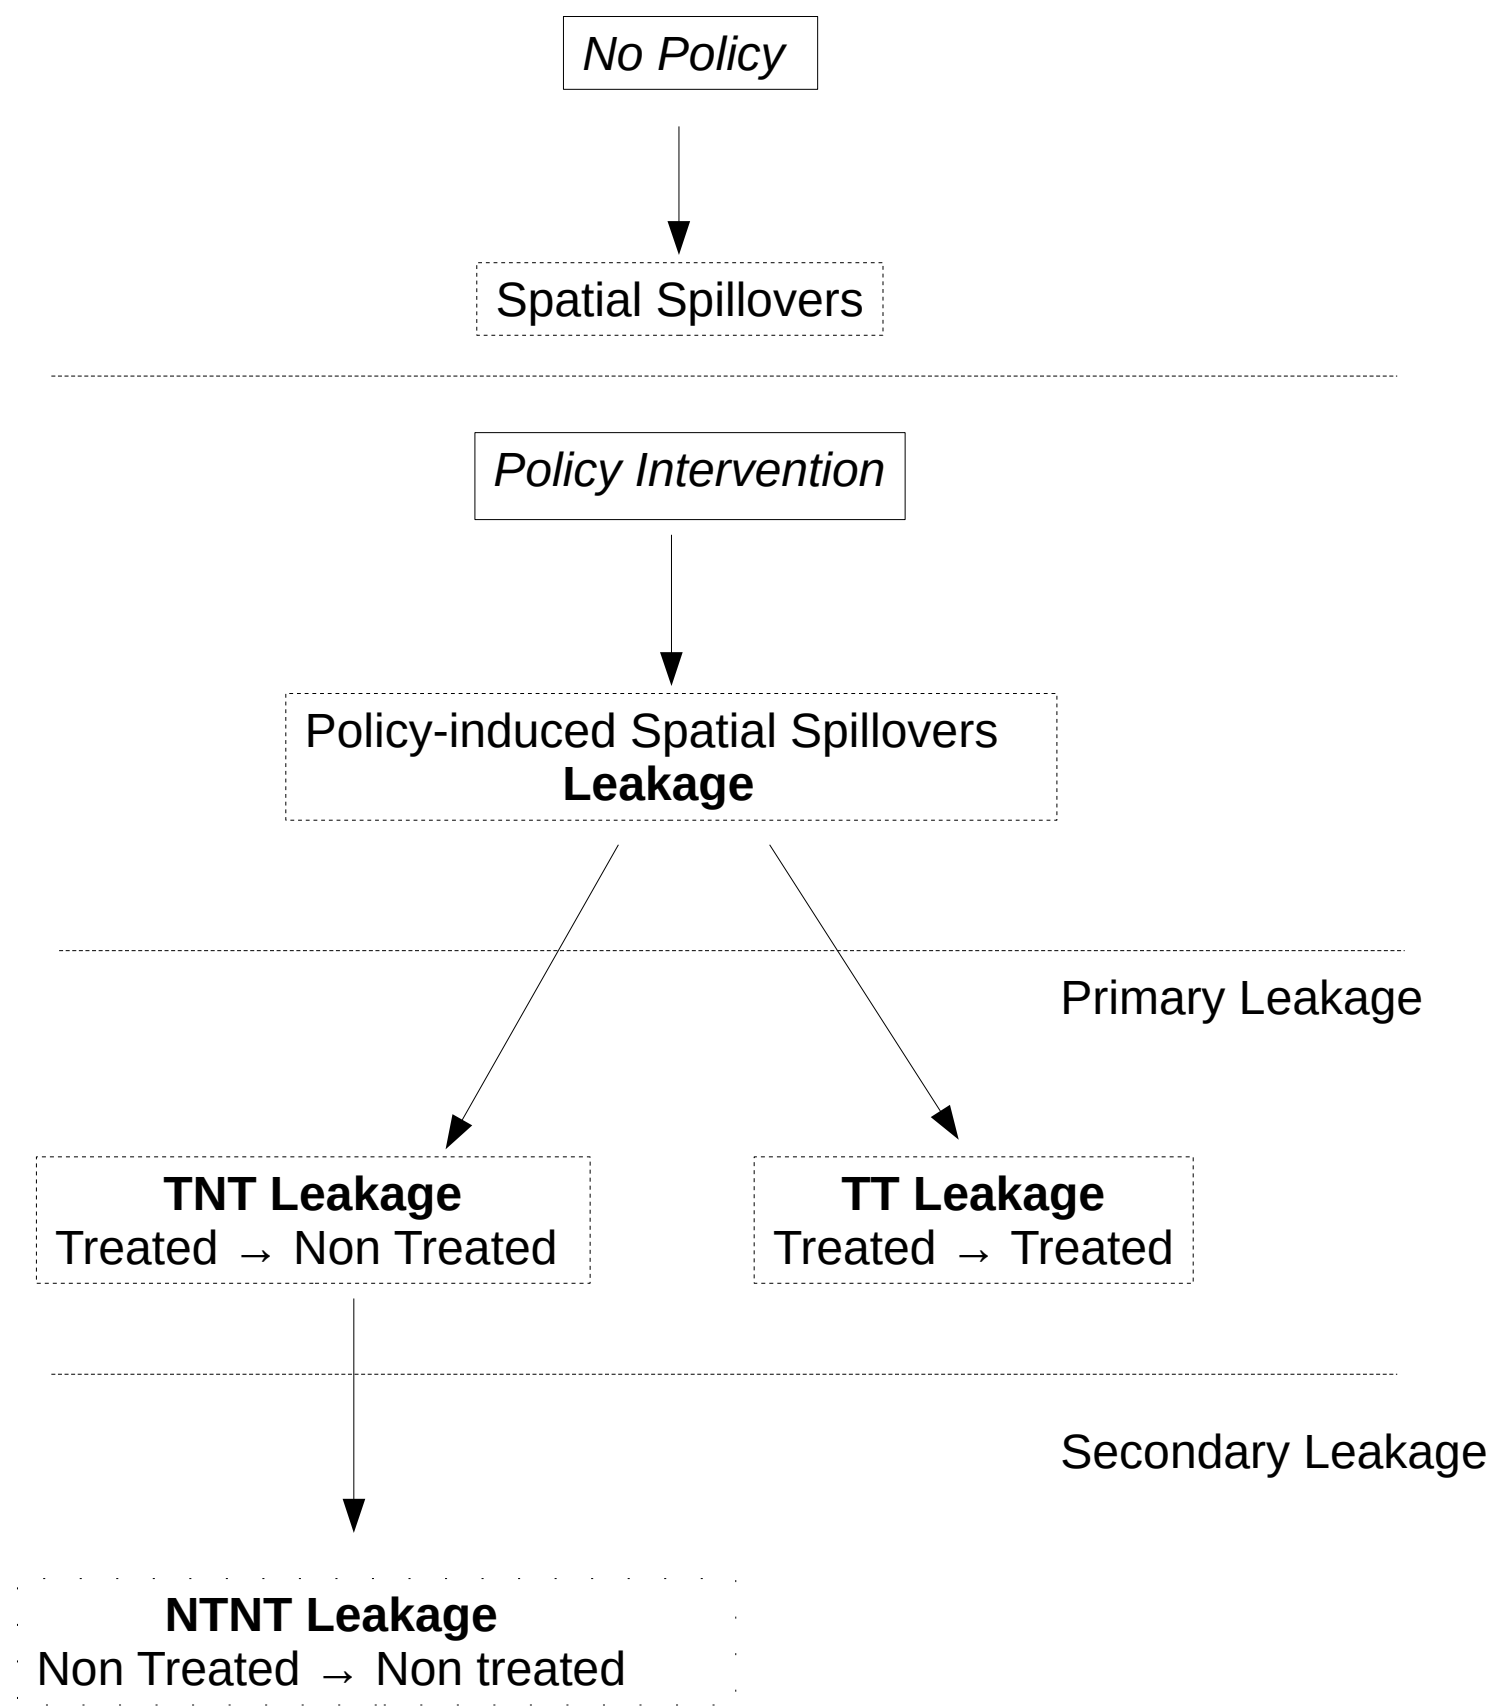 No Policy
Spatial Spillovers
Policy Intervention
Policy-induced Spatial Spillovers
Leakage
Primary Leakage
TNT Leakage
Treated → Non Treated
TT Leakage
Treated → Treated
Secondary Leakage
NTNT Leakage
Non Treated → Non treated